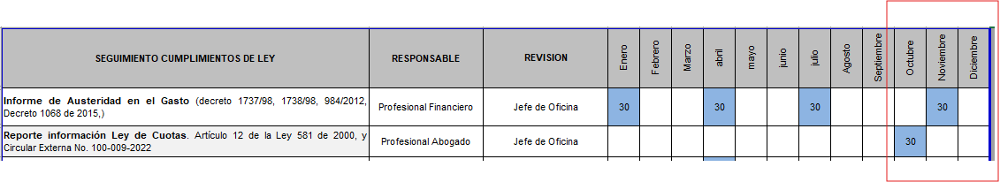 SEGUIMIENTO CUMPLIMIENTOS DE LEY RESPONSABLE REVISION Enero Febrero Marzo abril mayo junio julio Agosto Septiembre Octubre Noviembre Diciembre
Informe de Austeridad en el Gasto (decreto 1737/98, 1738/98, 984/2012,
Decreto 1068 de 2015,) Profesional Financiero Jefe de Oficina 30 30 30 30
Reporte información Ley de Cuotas. Artículo 12 de la Ley 581 de 2000, y
Circular Externa No. 100-009-2022 Profesional Abogado Jefe de Oficina 30